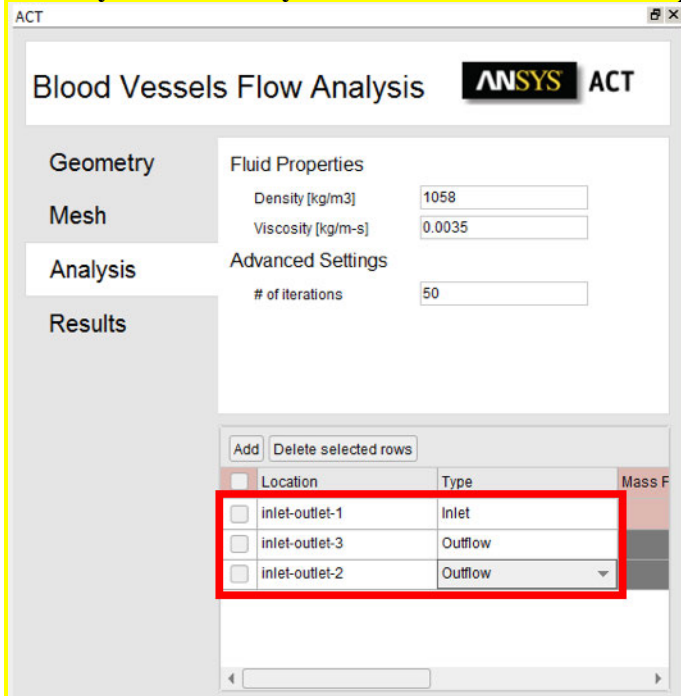 ACT
Blood Vessels Flow Analysis ANSYS ACT
Geometry
Mesh
Analysis
Results
Fluid Properties
Density [kg/m3] 1058
Viscosity [kg/m-s] 0.0035
Advanced Settings
# of iterations 50
Add Delete selected rows
Location Type Mass F
inlet-outlet-1 Inlet
inlet-outlet-3 Outflow
inlet-outlet-2 Outflow